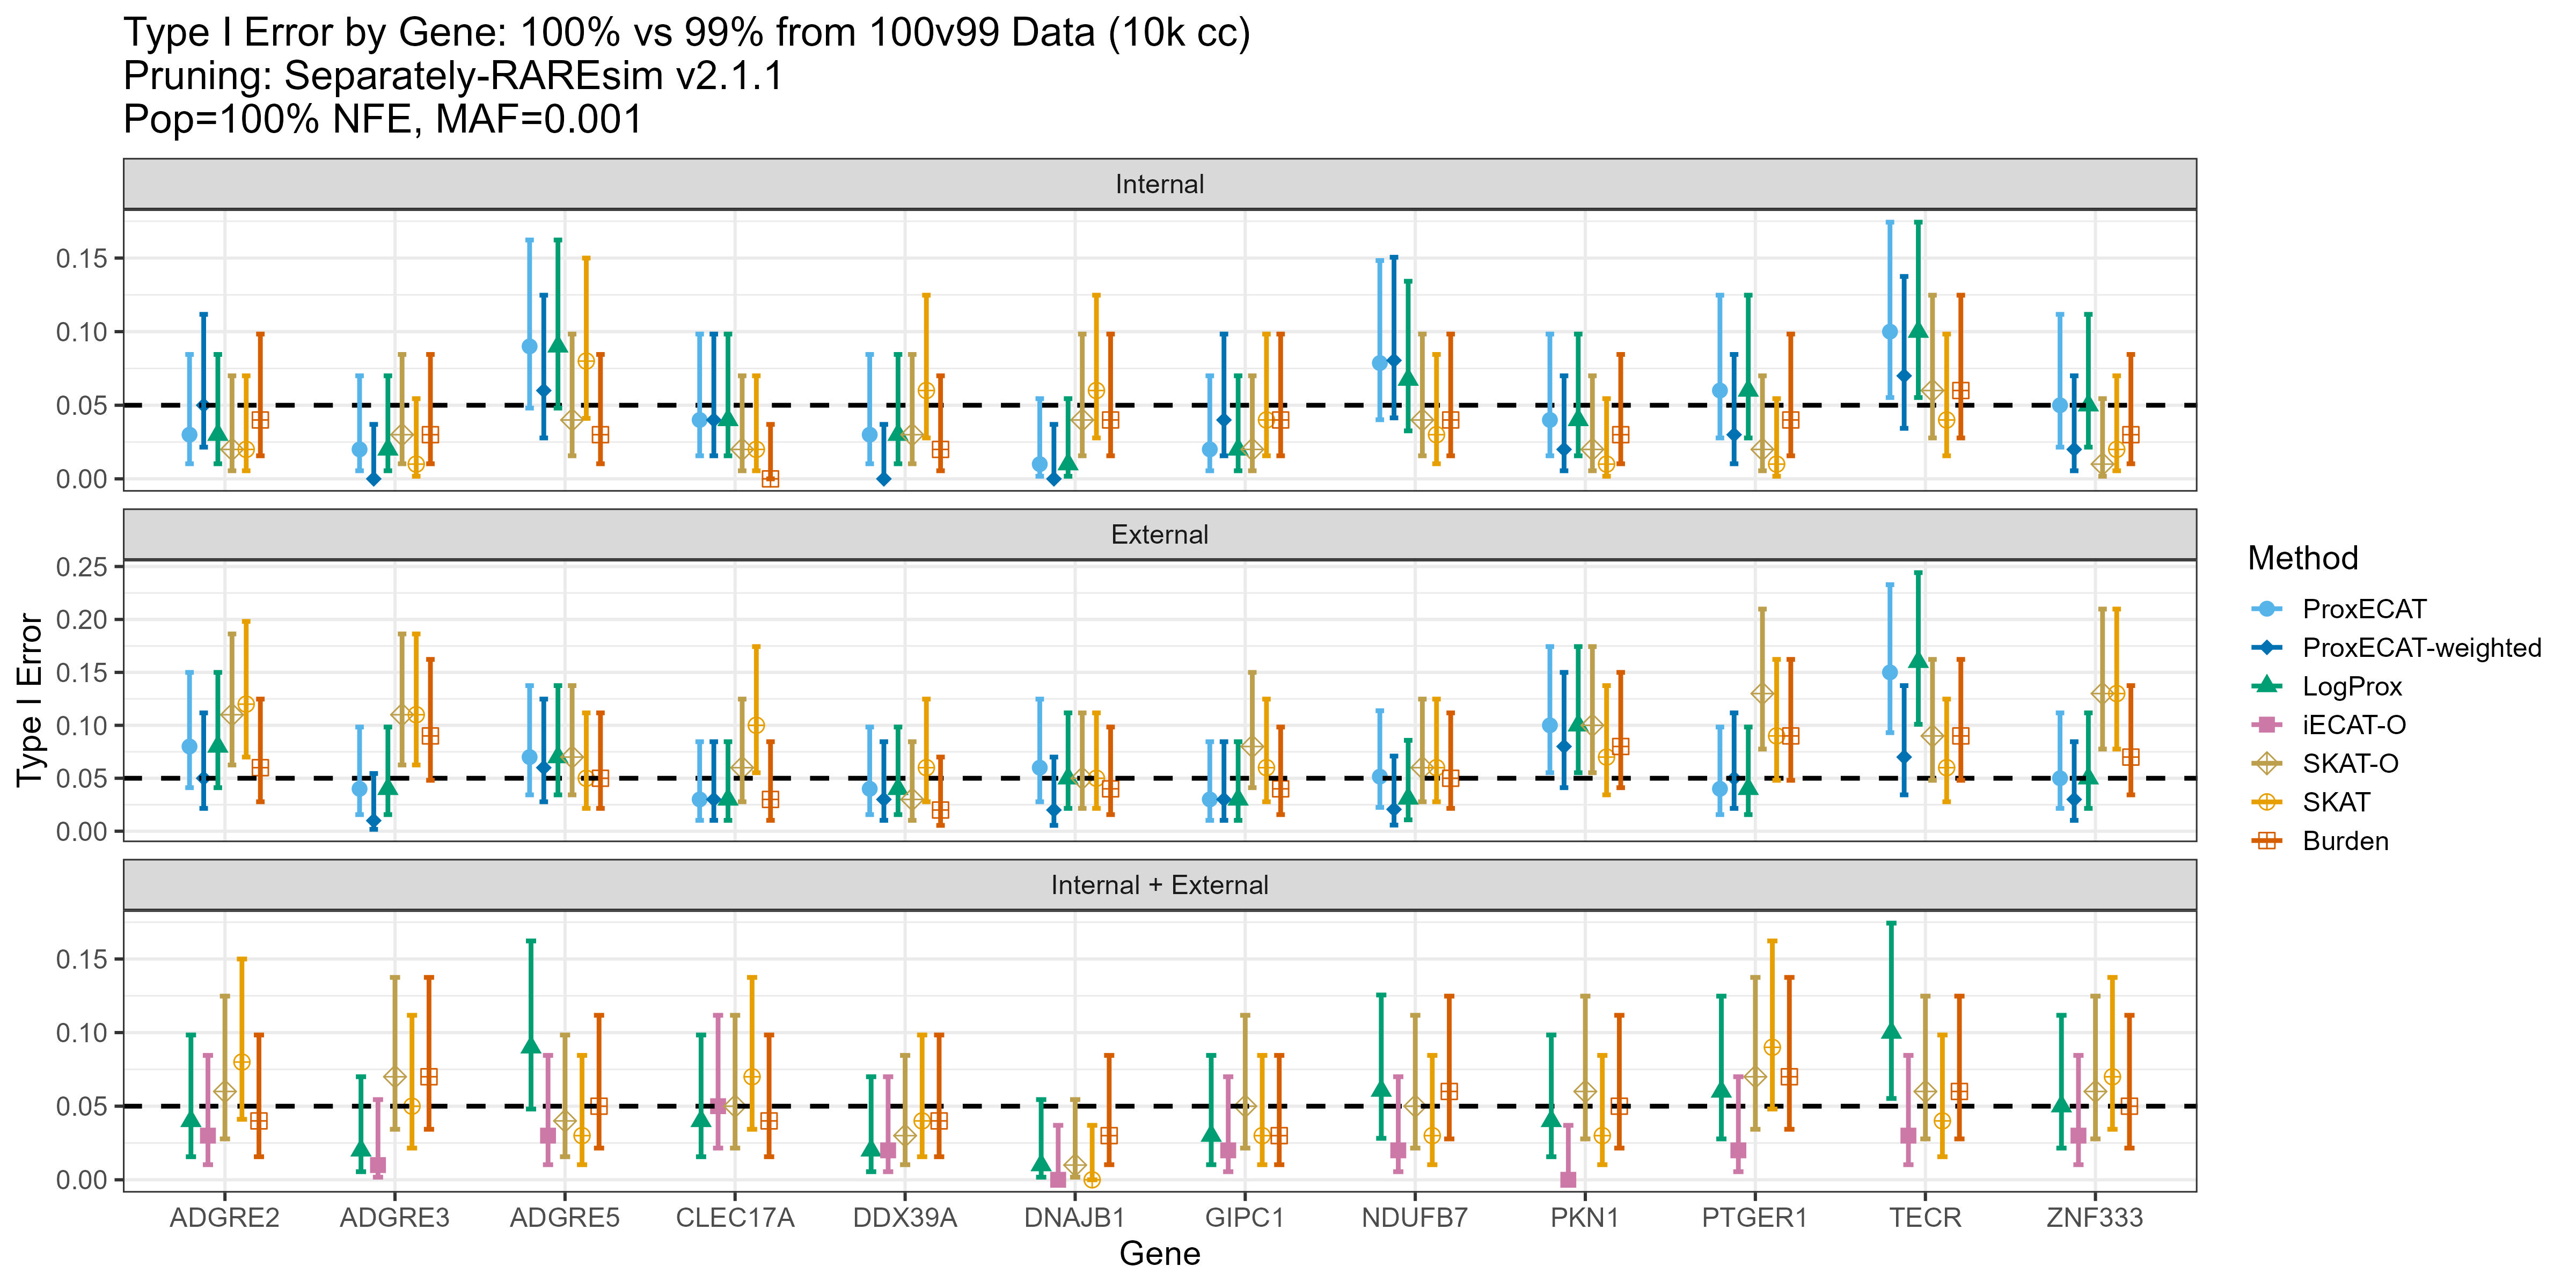 Type I Error by Gene: 100% vs 99% from 100v99 Data (10k cc)
Pruning: Separately-RAREsim v2.1.1
Pop=100% NFE, MAF=0.001
Internal
0.15
0.10
0.05
0.00
External
0.25
0.20
0.15
0.10
0.05
0.00
Type I Error
Internal + External
0.15
0.10
0.05
0.00
ADGRE2 ADGRE3 ADGRE5 CLEC17A DDX39A DNAJB1 GIPC1 NDUFB7 PKN1 PTGER1 TECR ZNF333
Gene
Method
ProxECAT
ProxECAT-weighted
LogProx
iECAT-O
SKAT-O
SKAT
Burden